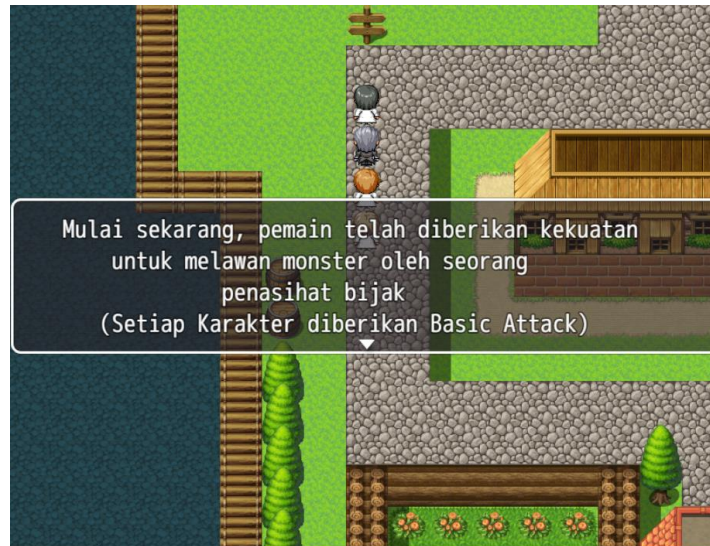 Mulai sekarang, pemain telah diberikan kekuatan
untuk melawan monster oleh seorang
penasihat bijak
(Setiap Karakter diberikan Basic Attack)